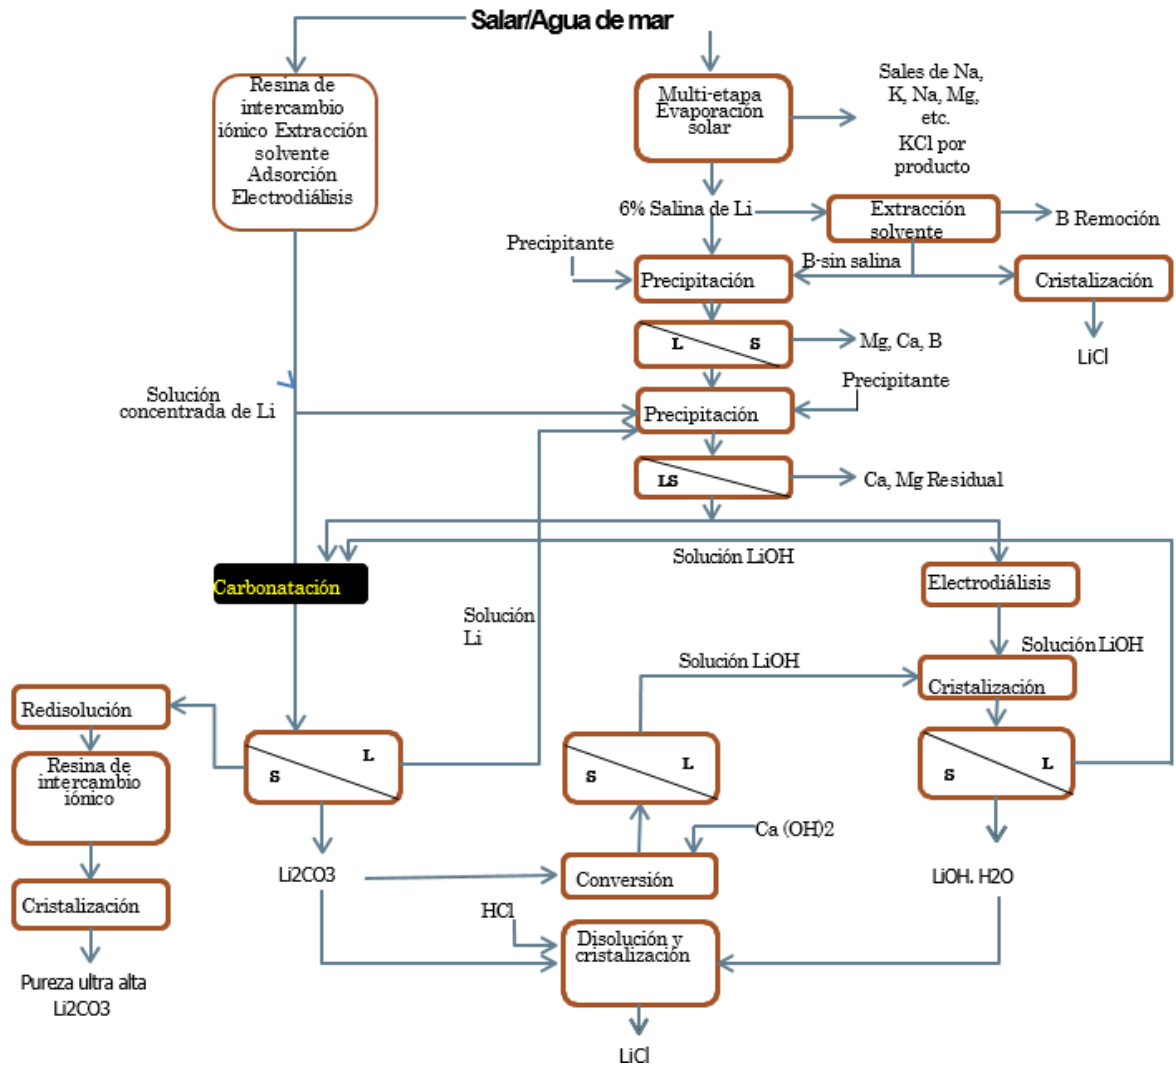 Salar/Agua de mar
Resina de
intercambio
iónico Extracción
solvente
Adsorción
Electrodiálisis
Multi-etapa
Evaporación
solar
Sales de Na,
K, Na, Mg,
etc.
KCl por
producto
6% Salina de Li
Extracción
solvente
B Remoción
Precipitante
B-sin salina
Precipitación
Cristalización
L
S
Mg, Ca, B
LiCl
Precipitante
Solución
concentrada de Li
Precipitación
LS
Ca, Mg Residual
Solución LiOH
Carbonatación
Electrodiálisis
Solución
Li
Solución LiOH
Solución LiOH
Cristalización
Redisolución
S
L
S
L
S
L
Resina de
intercambio
iónico
Ca (OH)2
Li2CO3
Conversión
LiOH. H2O
Cristalización
HCl
Disolución y
cristalización
Pureza ultra alta
Li2CO3
LiCl